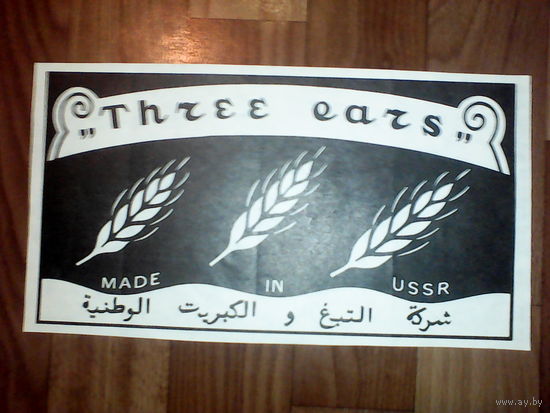 „Three ears”
MADE IN USSR
شركة التبغ و الكبريت الوطنية
www.ay.by